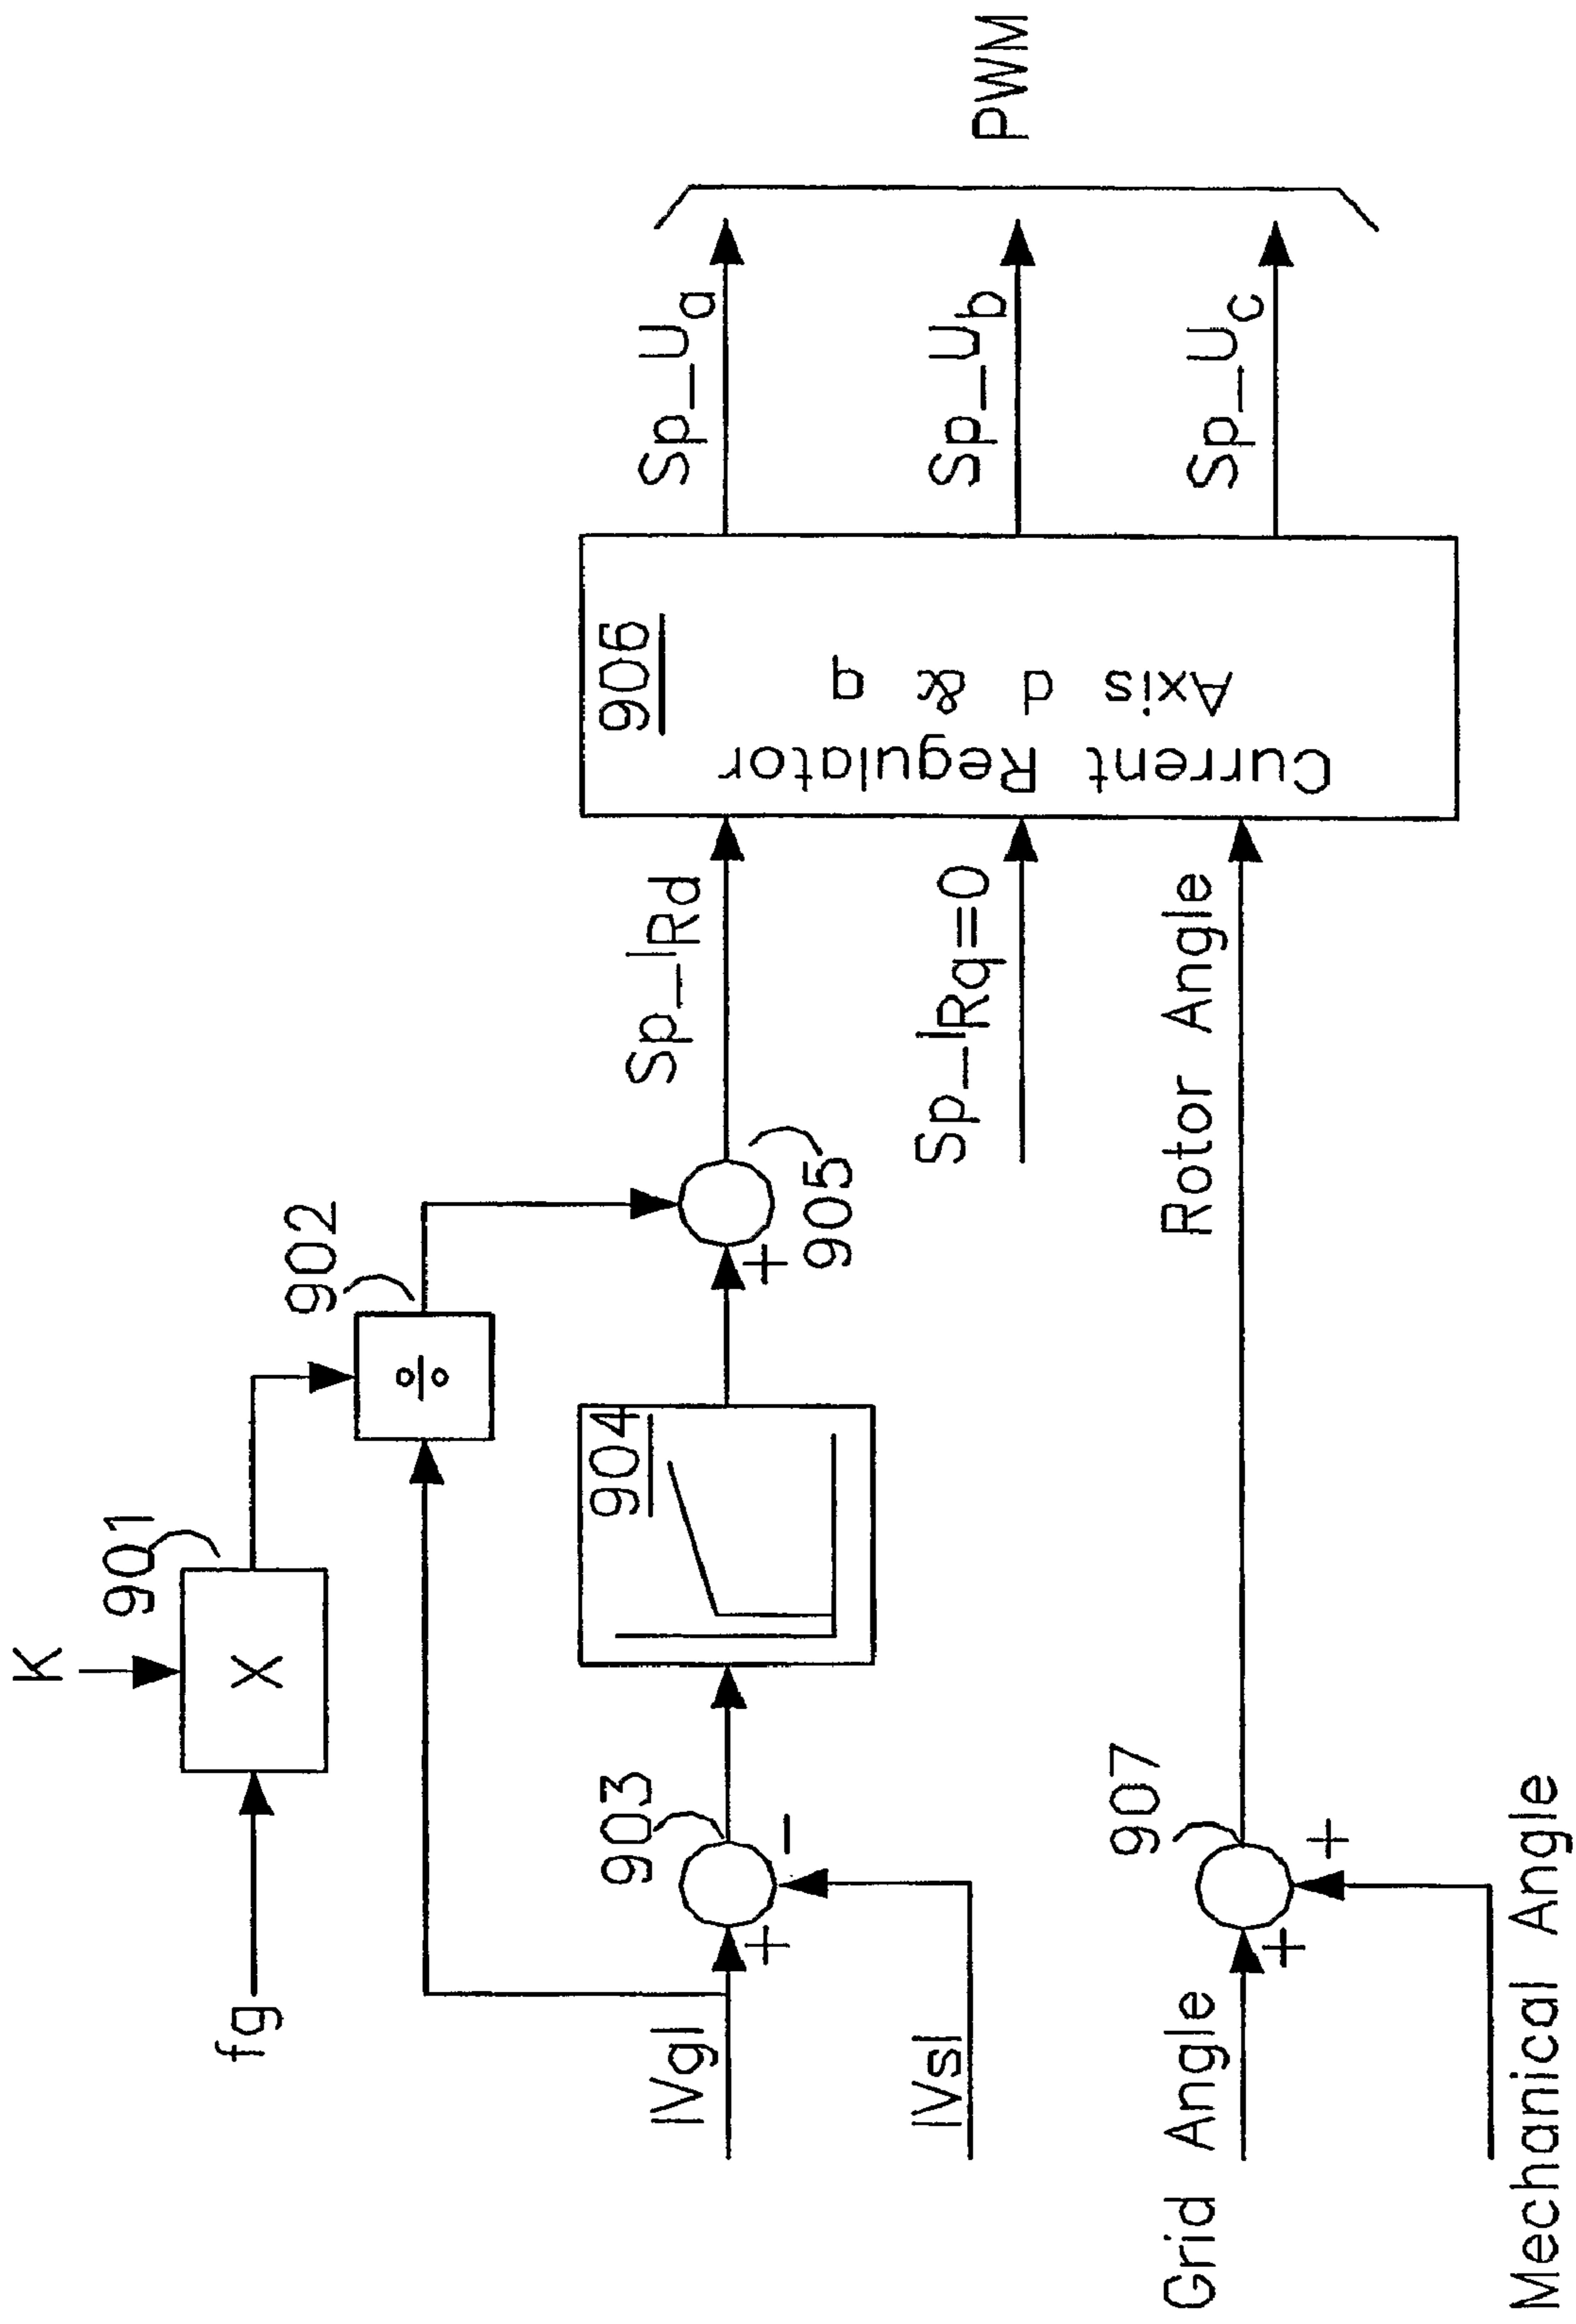 K
901
X
fg
902
÷
|Vg|
+
903
−
|Vs|
904
+
905
Sp_IRd
Sp_IRq=0
906
Current Regulator
Axis d & q
Sp_Ua
Sp_Ub
Sp_Uc
PWM
Grid Angle
+
907
+
Mechanical Angle
Rotor Angle